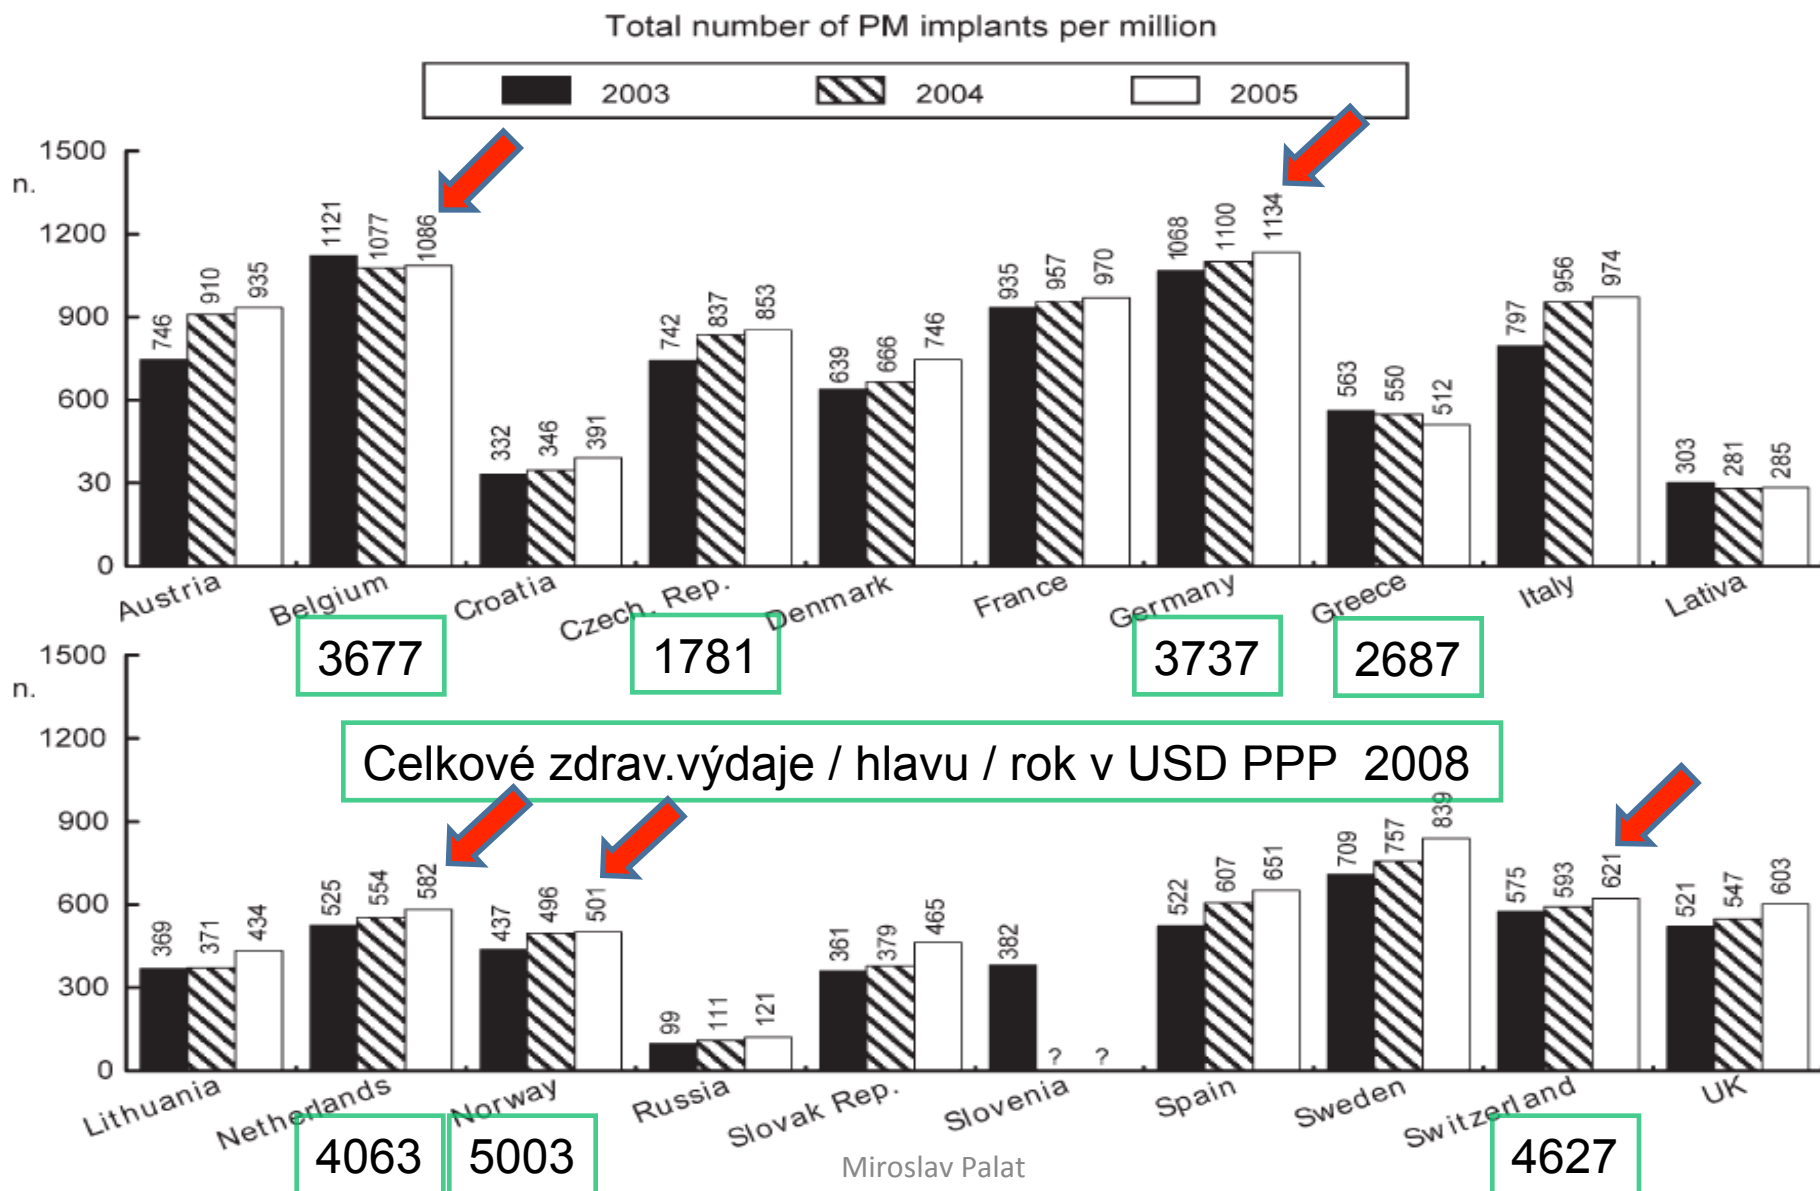 Total number of PM implants per million
2003 2004 2005
1500
n.
1200
900
600
30
0
746 910 935
1121 1077 1086
332 346 391
742 837 853
639 666 746
935 957 970
1068 1100 1134
563 550 512
797 956 974
303 281 285
Austria Belgium Croatia Czech. Rep. Denmark France Germany Greece Italy Lativa
3677 1781 3737 2687
1500
n.
1200
Celkové zdrav.výdaje / hlavu / rok v USD PPP 2008
900
600
300
0
369 371 434
525 554 582
437 496 501
99 111 121
361 379 465
382 ? ?
522 607 651
709 757 839
575 593 621
521 547 603
Lithuania Netherlands Norway Russia Slovak Rep. Slovenia Spain Sweden Switzerland UK
4063 5003 4627
Miroslav Palat